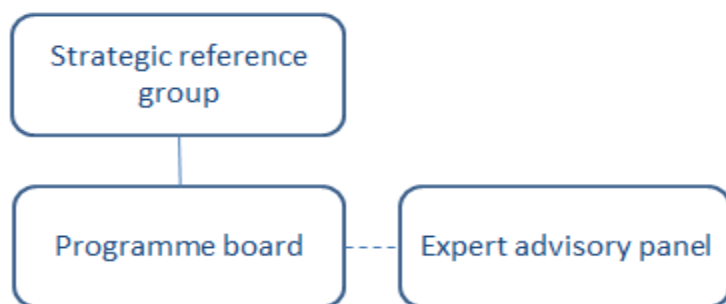 Strategic reference
group
Programme board
Expert advisory panel